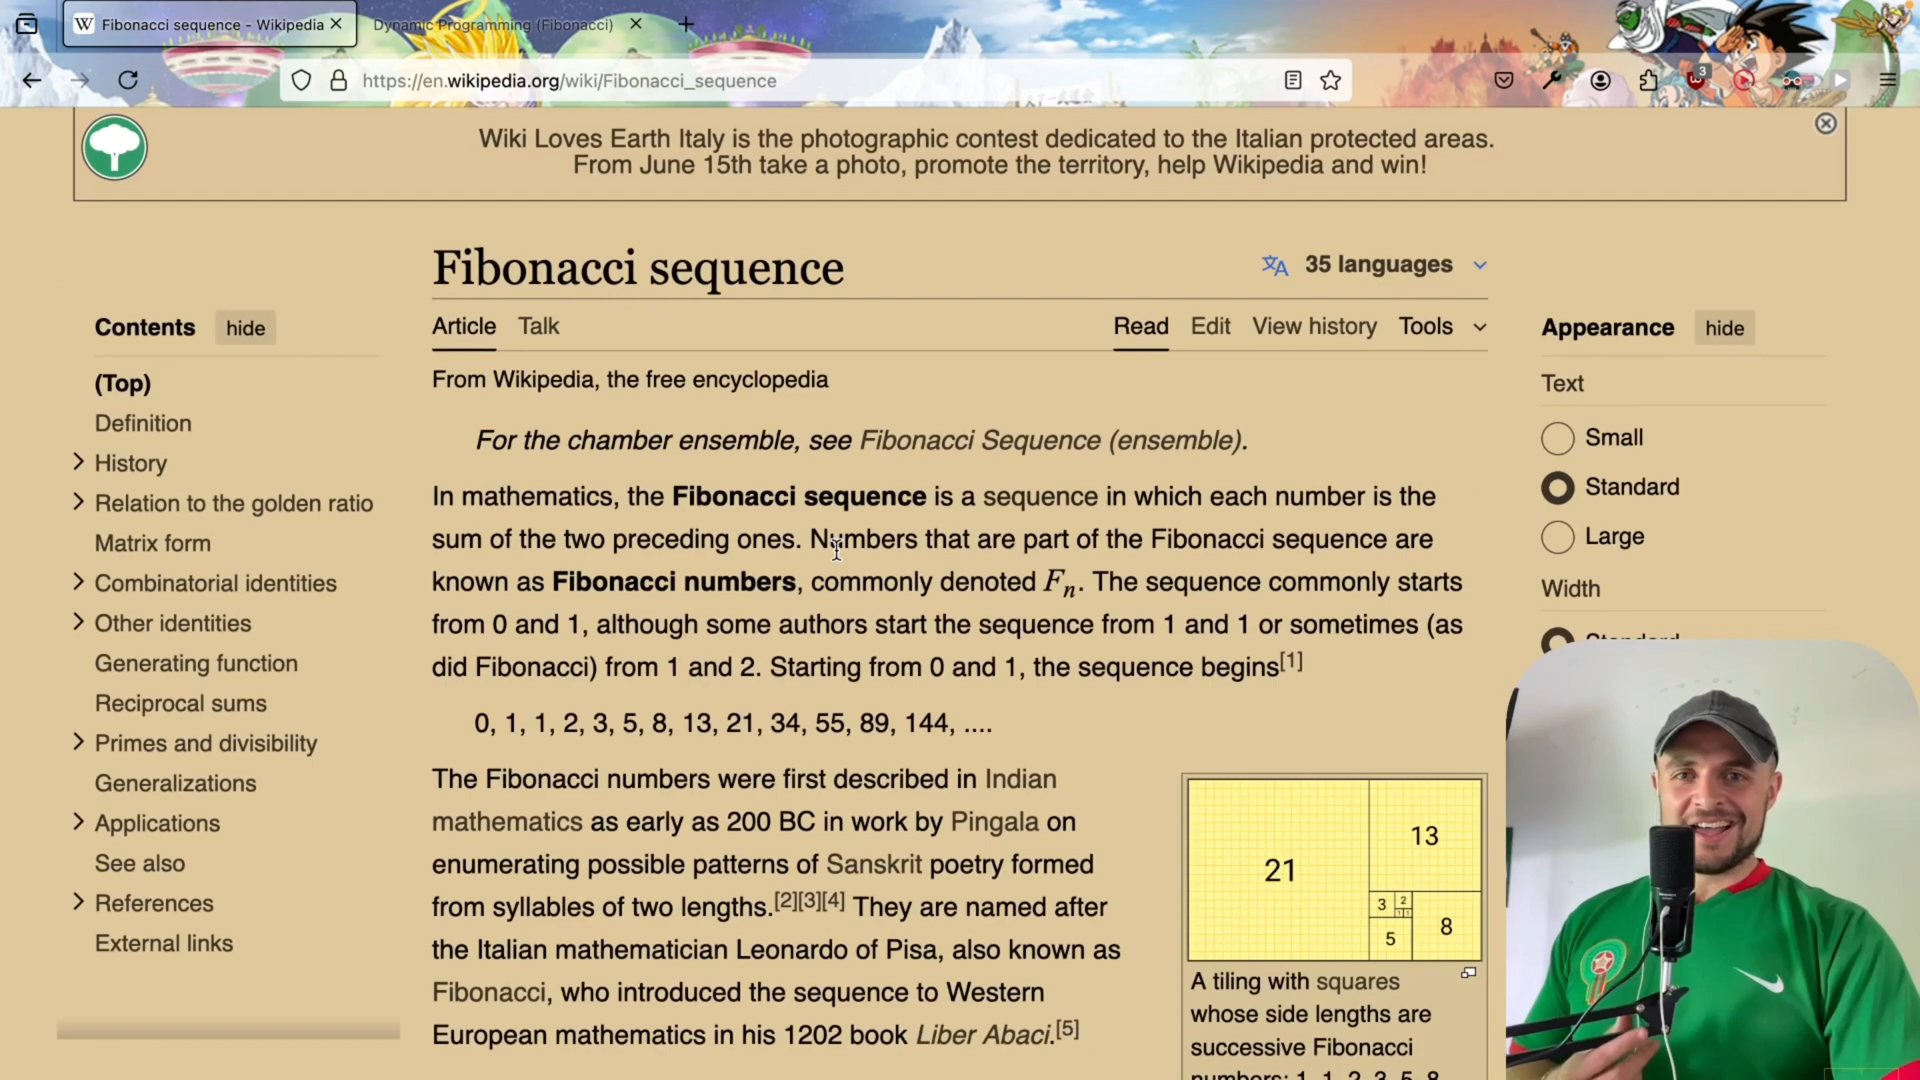 Fibonacci sequence - Wikipedia
Dynamic Programming (Fibonacci)
https://en.wikipedia.org/wiki/Fibonacci_sequence
3
Wiki Loves Earth Italy is the photographic contest dedicated to the Italian protected areas.
From June 15th take a photo, promote the territory, help Wikipedia and win!
Fibonacci sequence
35 languages
Contents hide
Article Talk
Read Edit View history Tools
Appearance hide
(Top)
Definition
History
Relation to the golden ratio
Matrix form
Combinatorial identities
Other identities
Generating function
Reciprocal sums
Primes and divisibility
Generalizations
Applications
See also
References
External links
From Wikipedia, the free encyclopedia
For the chamber ensemble, see Fibonacci Sequence (ensemble).
In mathematics, the Fibonacci sequence is a sequence in which each number is the
sum of the two preceding ones. Numbers that are part of the Fibonacci sequence are
known as Fibonacci numbers, commonly denoted Fn. The sequence commonly starts
from 0 and 1, although some authors start the sequence from 1 and 1 or sometimes (as
did Fibonacci) from 1 and 2. Starting from 0 and 1, the sequence begins[1]
0, 1, 1, 2, 3, 5, 8, 13, 21, 34, 55, 89, 144, ....
The Fibonacci numbers were first described in Indian
mathematics as early as 200 BC in work by Pingala on
enumerating possible patterns of Sanskrit poetry formed
from syllables of two lengths.[2][3][4] They are named after
the Italian mathematician Leonardo of Pisa, also known as
Fibonacci, who introduced the sequence to Western
European mathematics in his 1202 book Liber Abaci.[5]
21
13
3 2
1 1
5
8
A tiling with squares
whose side lengths are
successive Fibonacci
numbers: 1, 1, 2, 3, 5, 8
Text
Small
Standard
Large
Width
Standard